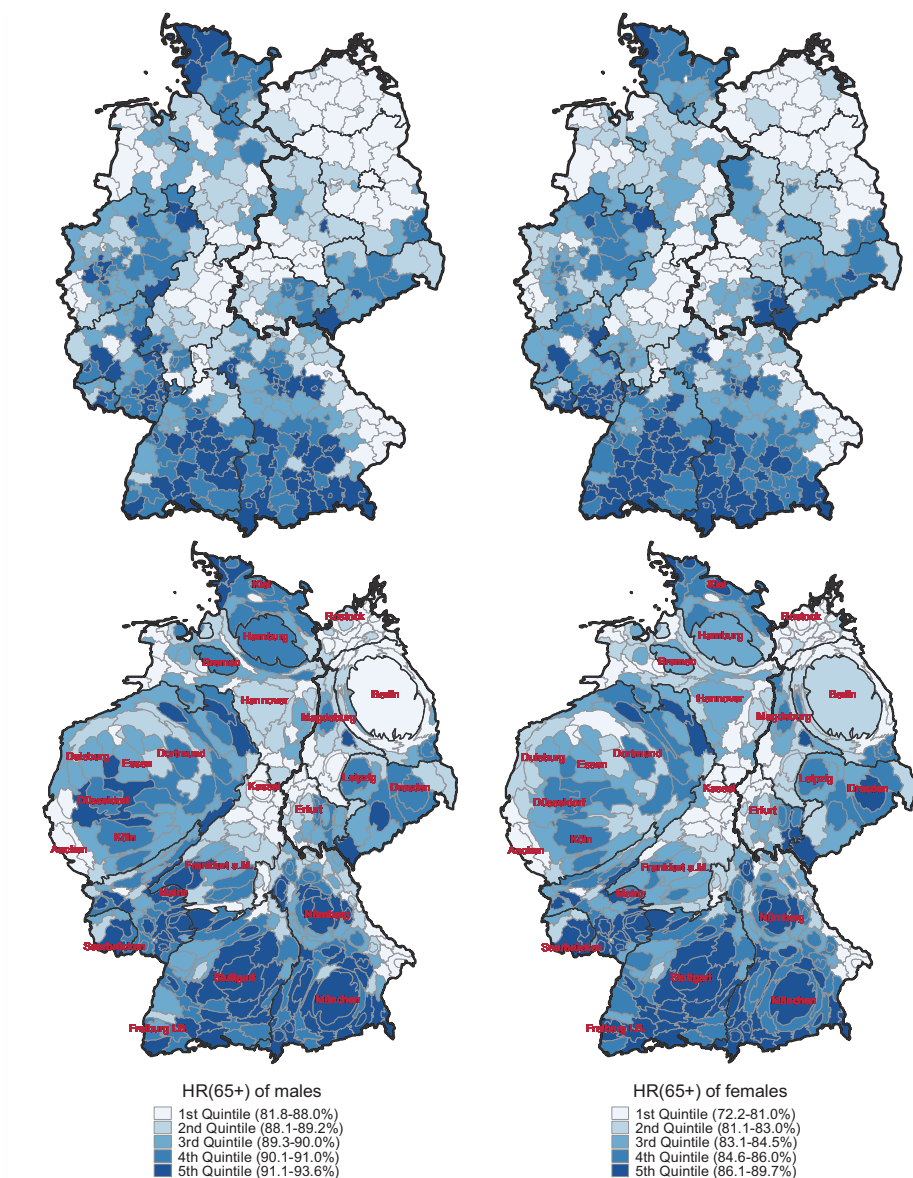 Kiel
Rostock
Hamburg
Bremen
Berlin
Hannover
Magdeburg
Duisburg
Dortmund
Essen
Leipzig
Kassel
Dresden
Düsseldorf
Erfurt
Köln
Aachen
Frankfurt a.M.
Mainz
Nürnberg
Saarbrücken
Stuttgart
München
Freiburg i.B.
Kiel
Rostock
Hamburg
Bremen
Berlin
Hannover
Magdeburg
Duisburg
Dortmund
Essen
Leipzig
Kassel
Dresden
Düsseldorf
Erfurt
Köln
Aachen
Frankfurt a.M.
Mainz
Nürnberg
Saarbrücken
Stuttgart
München
Freiburg i.B.
HR(65+) of males
1st Quintile (81.8-88.0%)
2nd Quintile (88.1-89.2%)
3rd Quintile (89.3-90.0%)
4th Quintile (90.1-91.0%)
5th Quintile (91.1-93.6%)
HR(65+) of females
1st Quintile (72.2-81.0%)
2nd Quintile (81.1-83.0%)
3rd Quintile (83.1-84.5%)
4th Quintile (84.6-86.0%)
5th Quintile (86.1-89.7%)